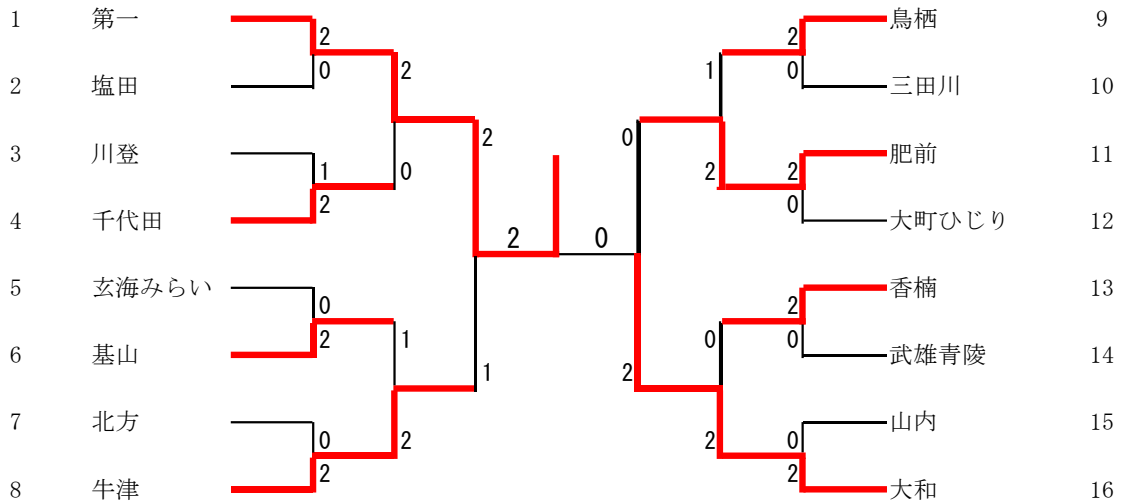 1 第一 鳥栖 9
2 2
2 0 2 1 0
2 塩田 三田川 10
2 0
3 川登 肥前 11
1 0 2 2
2 0
4 千代田 大町ひじり 12
2 0
5 玄海みらい 香楠 13
0 2
2 1 0 0
6 基山 武雄青陵 14
1 2
7 北方 山内 15
0 2 2 0
2 2
8 牛津 大和 16